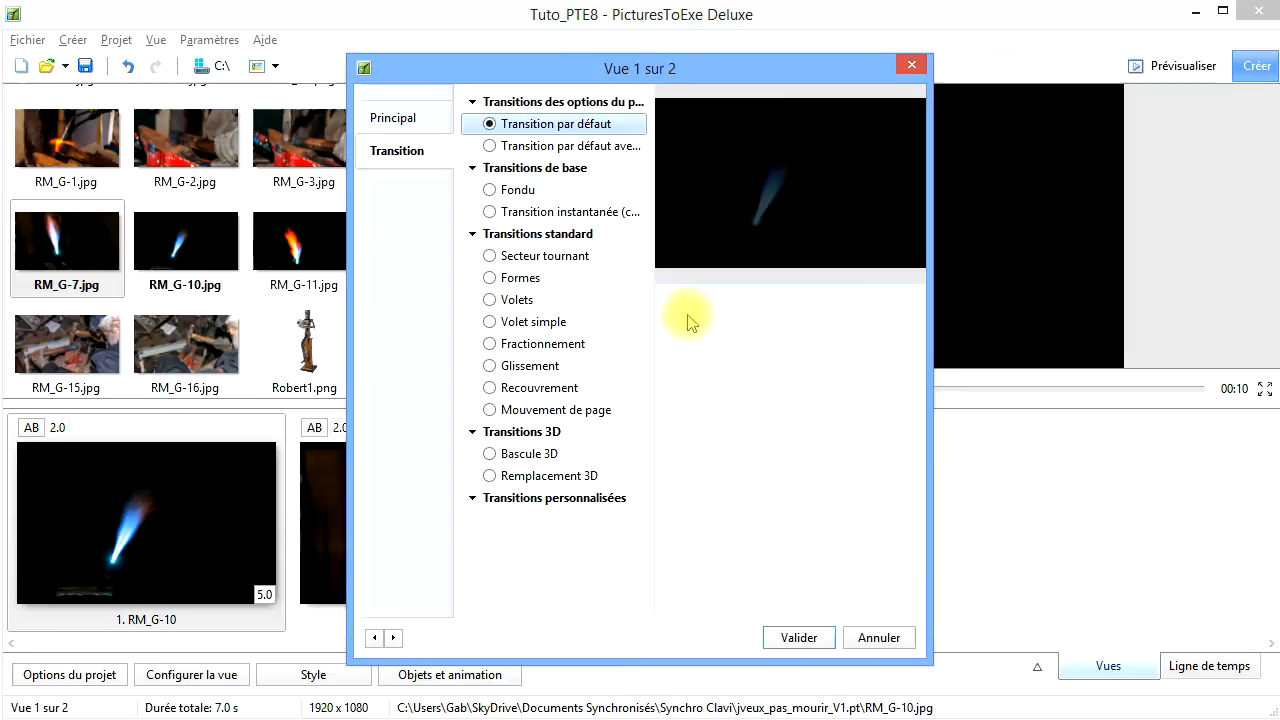 Tuto_PTE8 - PicturesToExe Deluxe
Fichier Créer Projet Vue Paramètres Aide
C:\
Prévisualiser
Créer
RM_G-1.jpg
RM_G-2.jpg
RM_G-3.jpg
RM_G-7.jpg
RM_G-10.jpg
RM_G-11.jpg
RM_G-15.jpg
RM_G-16.jpg
Robert1.png
Vue 1 sur 2
Principal
Transition
Transitions des options du p...
Transition par défaut
Transition par défaut ave...
Transitions de base
Fondu
Transition instantanée (c...
Transitions standard
Secteur tournant
Formes
Volets
Volet simple
Fractionnement
Glissement
Recouvrement
Mouvement de page
Transitions 3D
Bascule 3D
Remplacement 3D
Transitions personnalisées
Valider
Annuler
00:10
AB 2.0
5.0
1. RM_G-10
AB 2.0
Vues
Ligne de temps
Options du projet
Configurer la vue
Style
Objets et animation
Vue 1 sur 2
Durée totale: 7.0 s
1920 x 1080
C:\Users\Gab\SkyDrive\Documents Synchronisés\Synchro Clavi\jveux_pas_mourir_V1.pt\RM_G-10.jpg